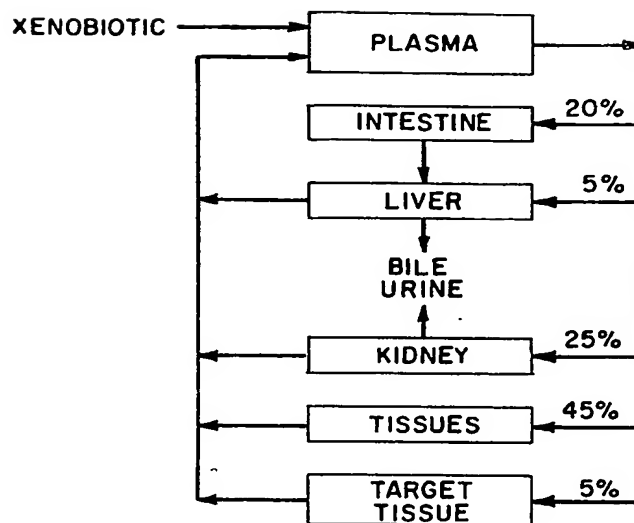 XENOBIOTIC
PLASMA
INTESTINE
20%
LIVER
5%
BILE
URINE
KIDNEY
25%
TISSUES
45%
TARGET
TISSUE
5%